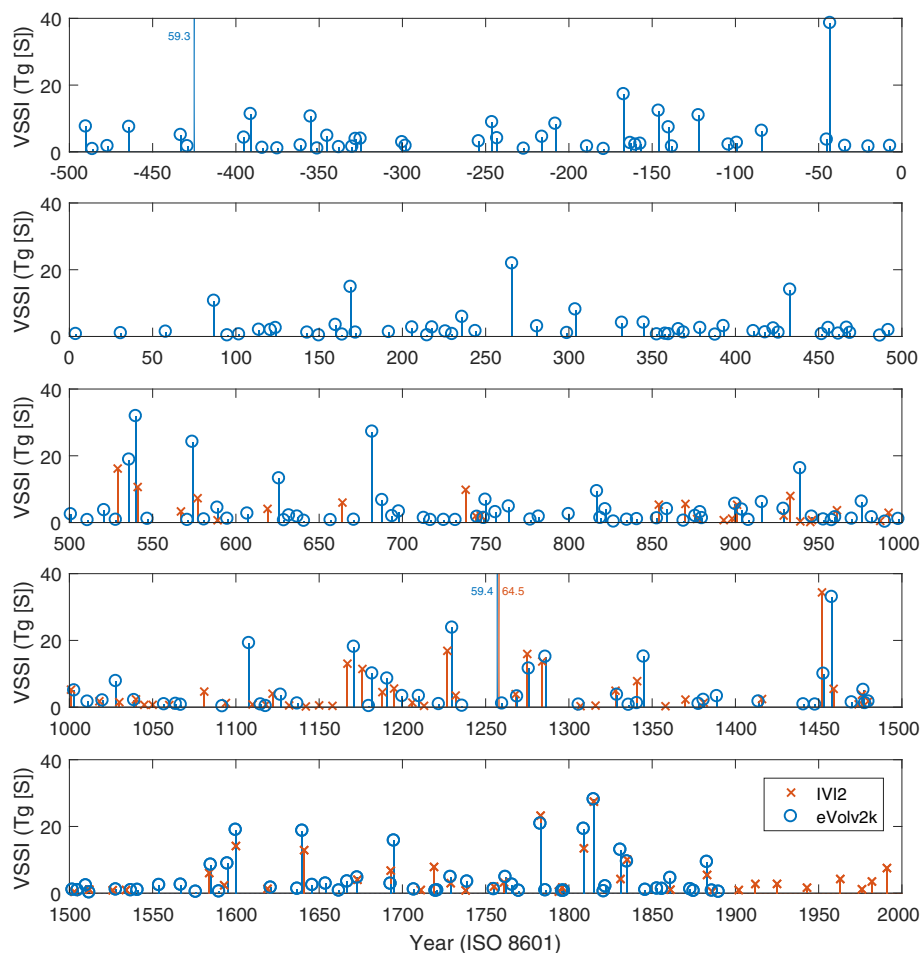 40
59.3
20
0
VSSI (Tg [S])
-500 -450 -400 -350 -300 -250 -200 -150 -100 -50 0
40
20
0
VSSI (Tg [S])
0 50 100 150 200 250 300 350 400 450 500
40
20
0
VSSI (Tg [S])
500 550 600 650 700 750 800 850 900 950 1000
40
59.4 64.5
20
0
VSSI (Tg [S])
1000 1050 1100 1150 1200 1250 1300 1350 1400 1450 1500
40
IVI2
eVolv2k
20
0
VSSI (Tg [S])
1500 1550 1600 1650 1700 1750 1800 1850 1900 1950 2000
Year (ISO 8601)